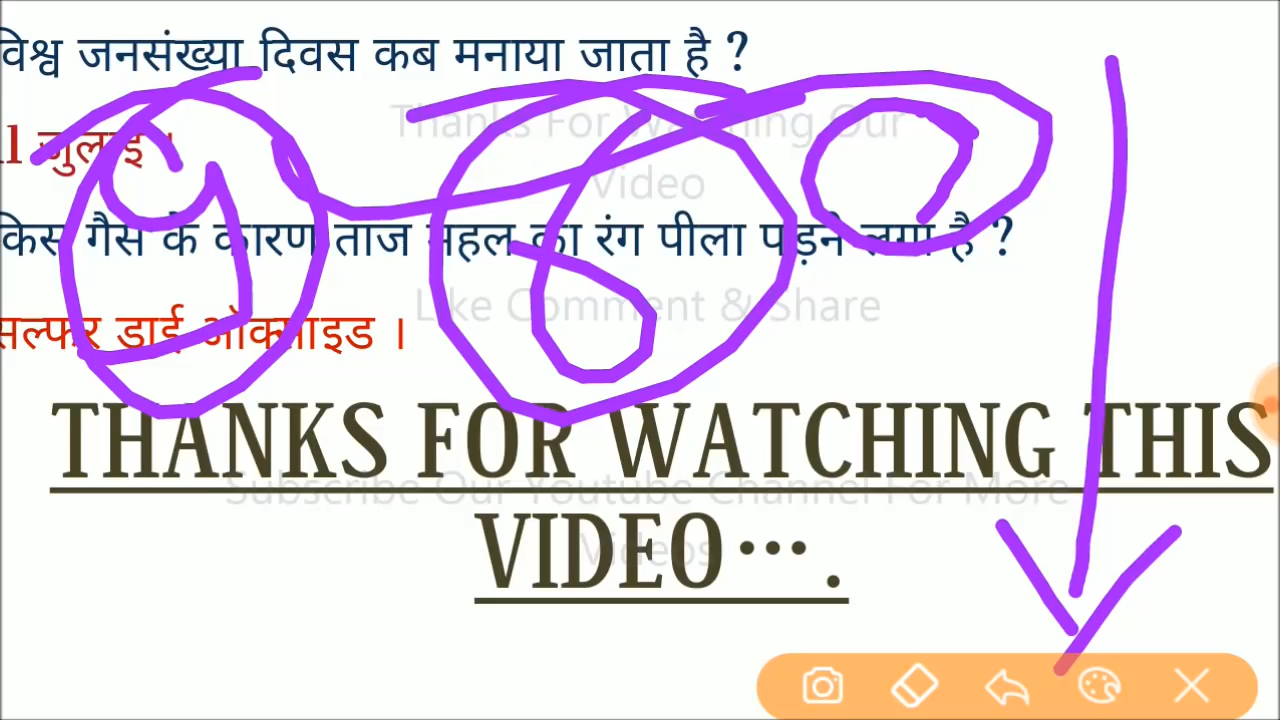 विश्व जनसंख्या दिवस कब मनाया जाता है ?
Thanks For Watching Our
11 जुलाई ।
Video
किस गैस के कारण ताज महल का रंग पीला पड़ने लगा है ?
Like Comment & Share
सल्फर डाई ऑक्साइड ।
THANKS FOR WATCHING THIS
Subscribe Our Youtube Channel For More
VIDEO… .
Videos